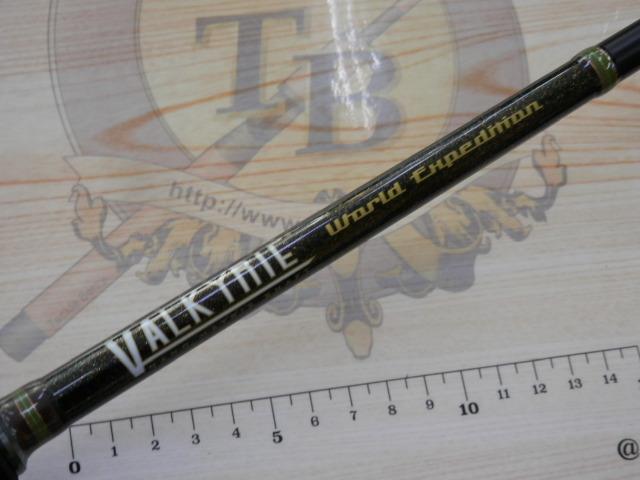 TB
http://www
VALKYRIE World Expedition
0 1 2 3 4 5 6 7 8 9 10 11 12 13 14
@